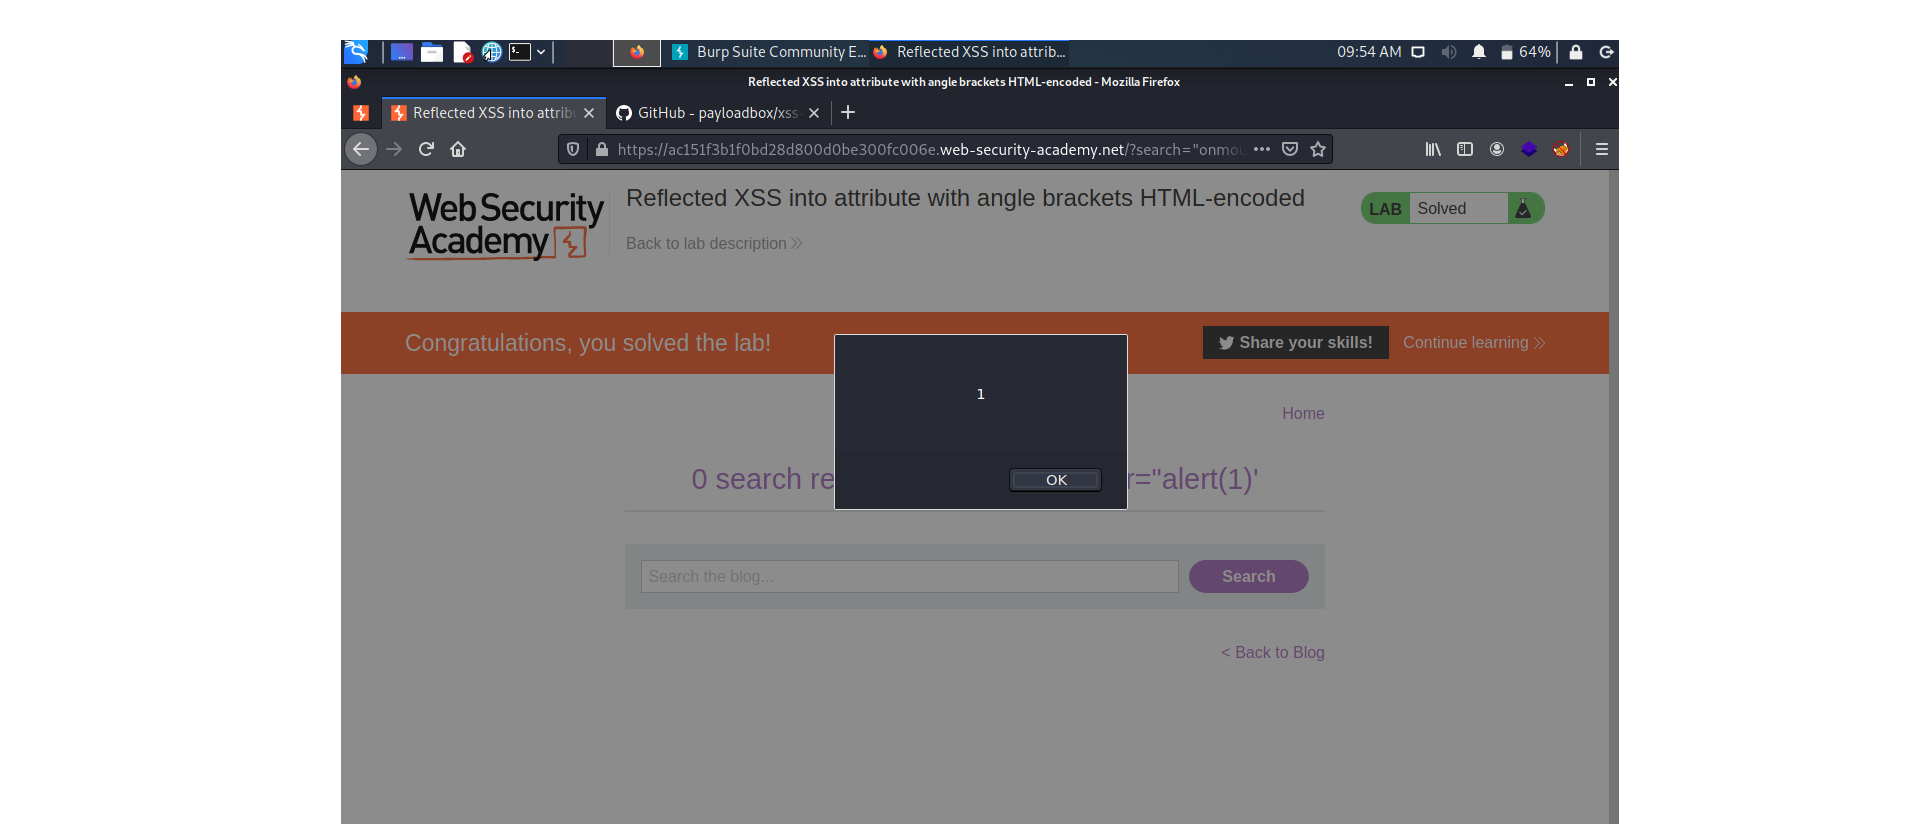 Burp Suite Community E... Reflected XSS into attrib... 09:54 AM 64%
Reflected XSS into attribute with angle brackets HTML-encoded - Mozilla Firefox
Reflected XSS into attrib GitHub - payloadbox/xss
https://ac151f3b1f0bd28d800d0be300fc006e.web-security-academy.net/?search="onmou
Web Security
Academy
Reflected XSS into attribute with angle brackets HTML-encoded
Back to lab description
LAB Solved
Congratulations, you solved the lab!
Share your skills! Continue learning
1
OK
Home
0 search re r="alert(1)'
Search the blog... Search
< Back to Blog